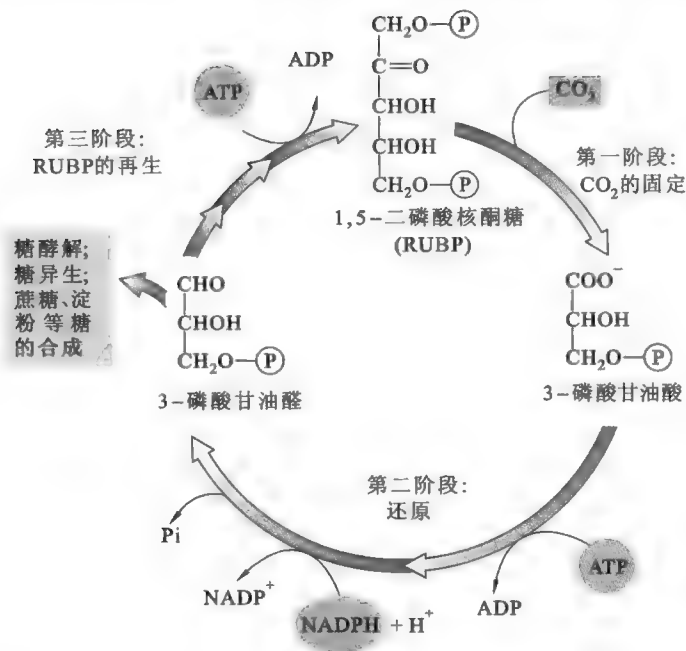 CH₂O—Ⓟ
C=O
CHOH
CHOH
CH₂O—Ⓟ
1,5-二磷酸核酮糖
(RUBP)
CO₂
第一阶段:
CO₂的固定
COO⁻
CHOH
CH₂O—Ⓟ
3-磷酸甘油酸
ATP
ADP
第二阶段:
还原
NADPH + H⁺
NADP⁺
Pi
CHO
CHOH
CH₂O—Ⓟ
3-磷酸甘油醛
糖酵解;
糖异生;
蔗糖、淀
粉等糖
的合成
第三阶段:
RUBP的再生
ATP
ADP